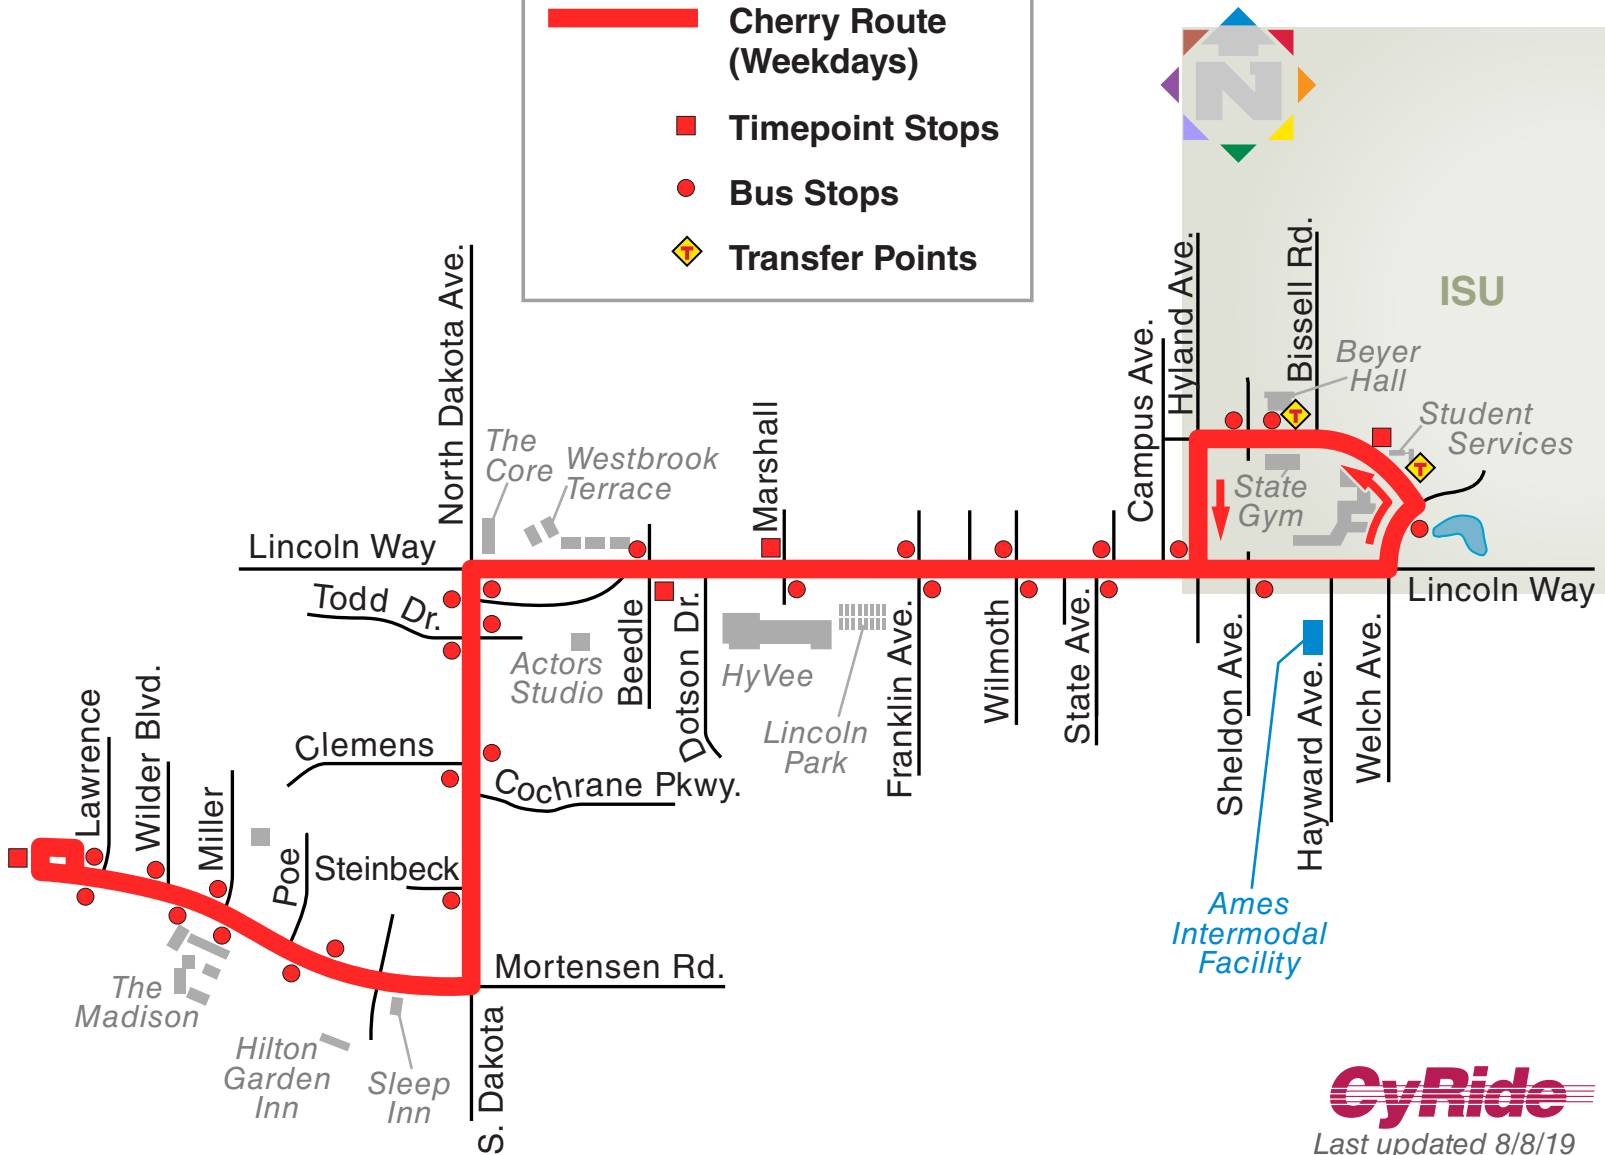 Cherry Route
(Weekdays)
Timepoint Stops
Bus Stops
T
Transfer Points
N
ISU
North Dakota Ave.
Campus Ave.
Hyland Ave.
Bissell Rd.
Beyer
Hall
T
Student
Services
T
State
Gym
The
Core
Westbrook
Terrace
Marshall
Lincoln Way
Lincoln Way
Todd Dr.
Actors
Studio
Beedle
Dotson Dr.
HyVee
Lincoln
Park
Franklin Ave.
Wilmoth
State Ave.
Sheldon Ave.
Hayward Ave.
Welch Ave.
Clemens
Cochrane Pkwy.
Lawrence
Wilder Blvd.
Miller
Poe
Steinbeck
Ames
Intermodal
Facility
Mortensen Rd.
The
Madison
Hilton
Garden
Inn
Sleep
Inn
S. Dakota
CyRide
Last updated 8/8/19